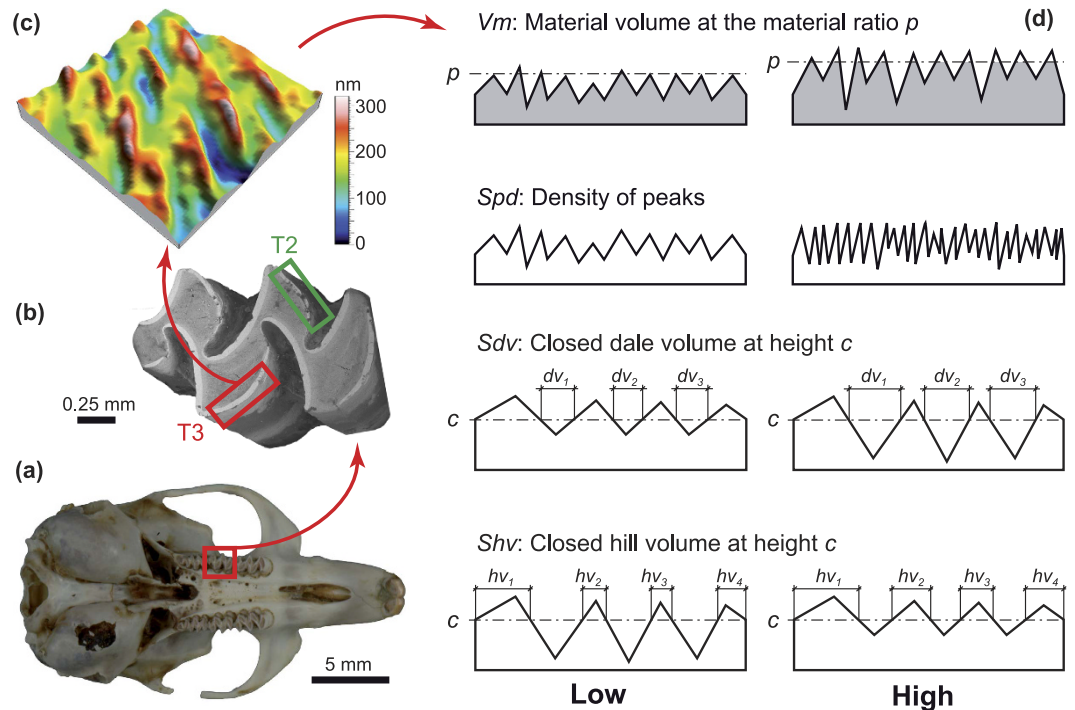 (c)
nm
300
200
100
0
T2
(b)
0.25 mm
T3
(a)
5 mm
(d)
Vm: Material volume at the material ratio p
p
p
Spd: Density of peaks
Sdv: Closed dale volume at height c
dv₁ dv₂ dv₃
c
dv₁ dv₂ dv₃
c
Shv: Closed hill volume at height c
hv₁ hv₂ hv₃ hv₄
c
hv₁ hv₂ hv₃ hv₄
c
Low
High